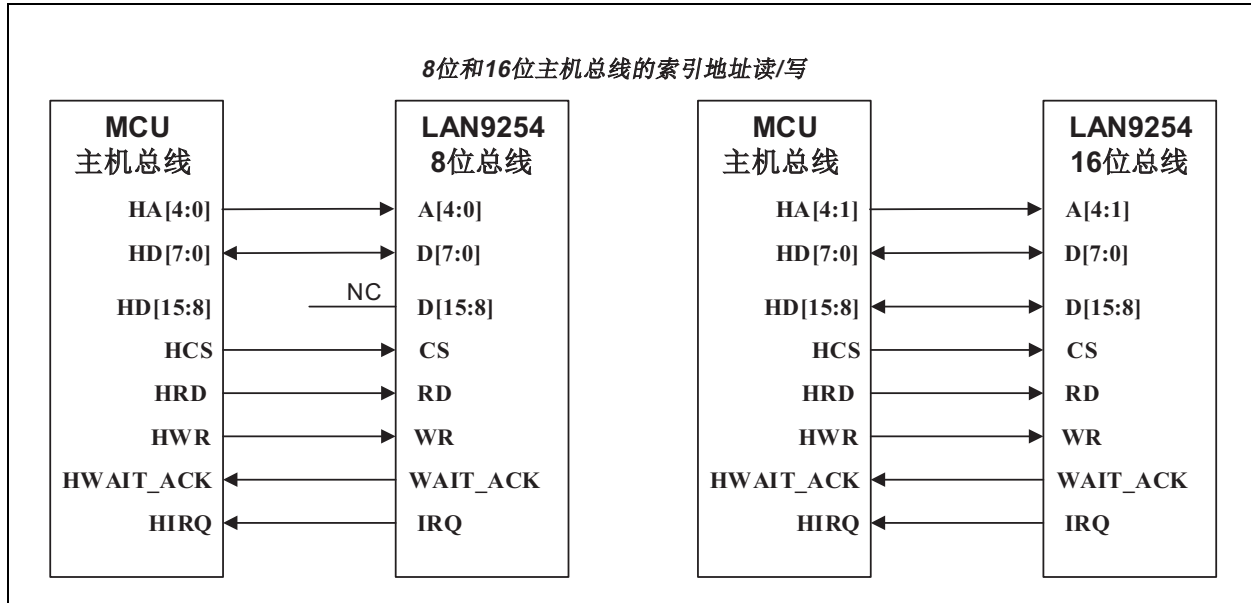 8位和16位主机总线的索引地址读/写
MCU
主机总线
HA[4:0]
HD[7:0]
HD[15:8]
HCS
HRD
HWR
HWAIT_ACK
HIRQ
NC
LAN9254
8位总线
A[4:0]
D[7:0]
D[15:8]
CS
RD
WR
WAIT_ACK
IRQ
MCU
主机总线
HA[4:1]
HD[7:0]
HD[15:8]
HCS
HRD
HWR
HWAIT_ACK
HIRQ
LAN9254
16位总线
A[4:1]
D[7:0]
D[15:8]
CS
RD
WR
WAIT_ACK
IRQ